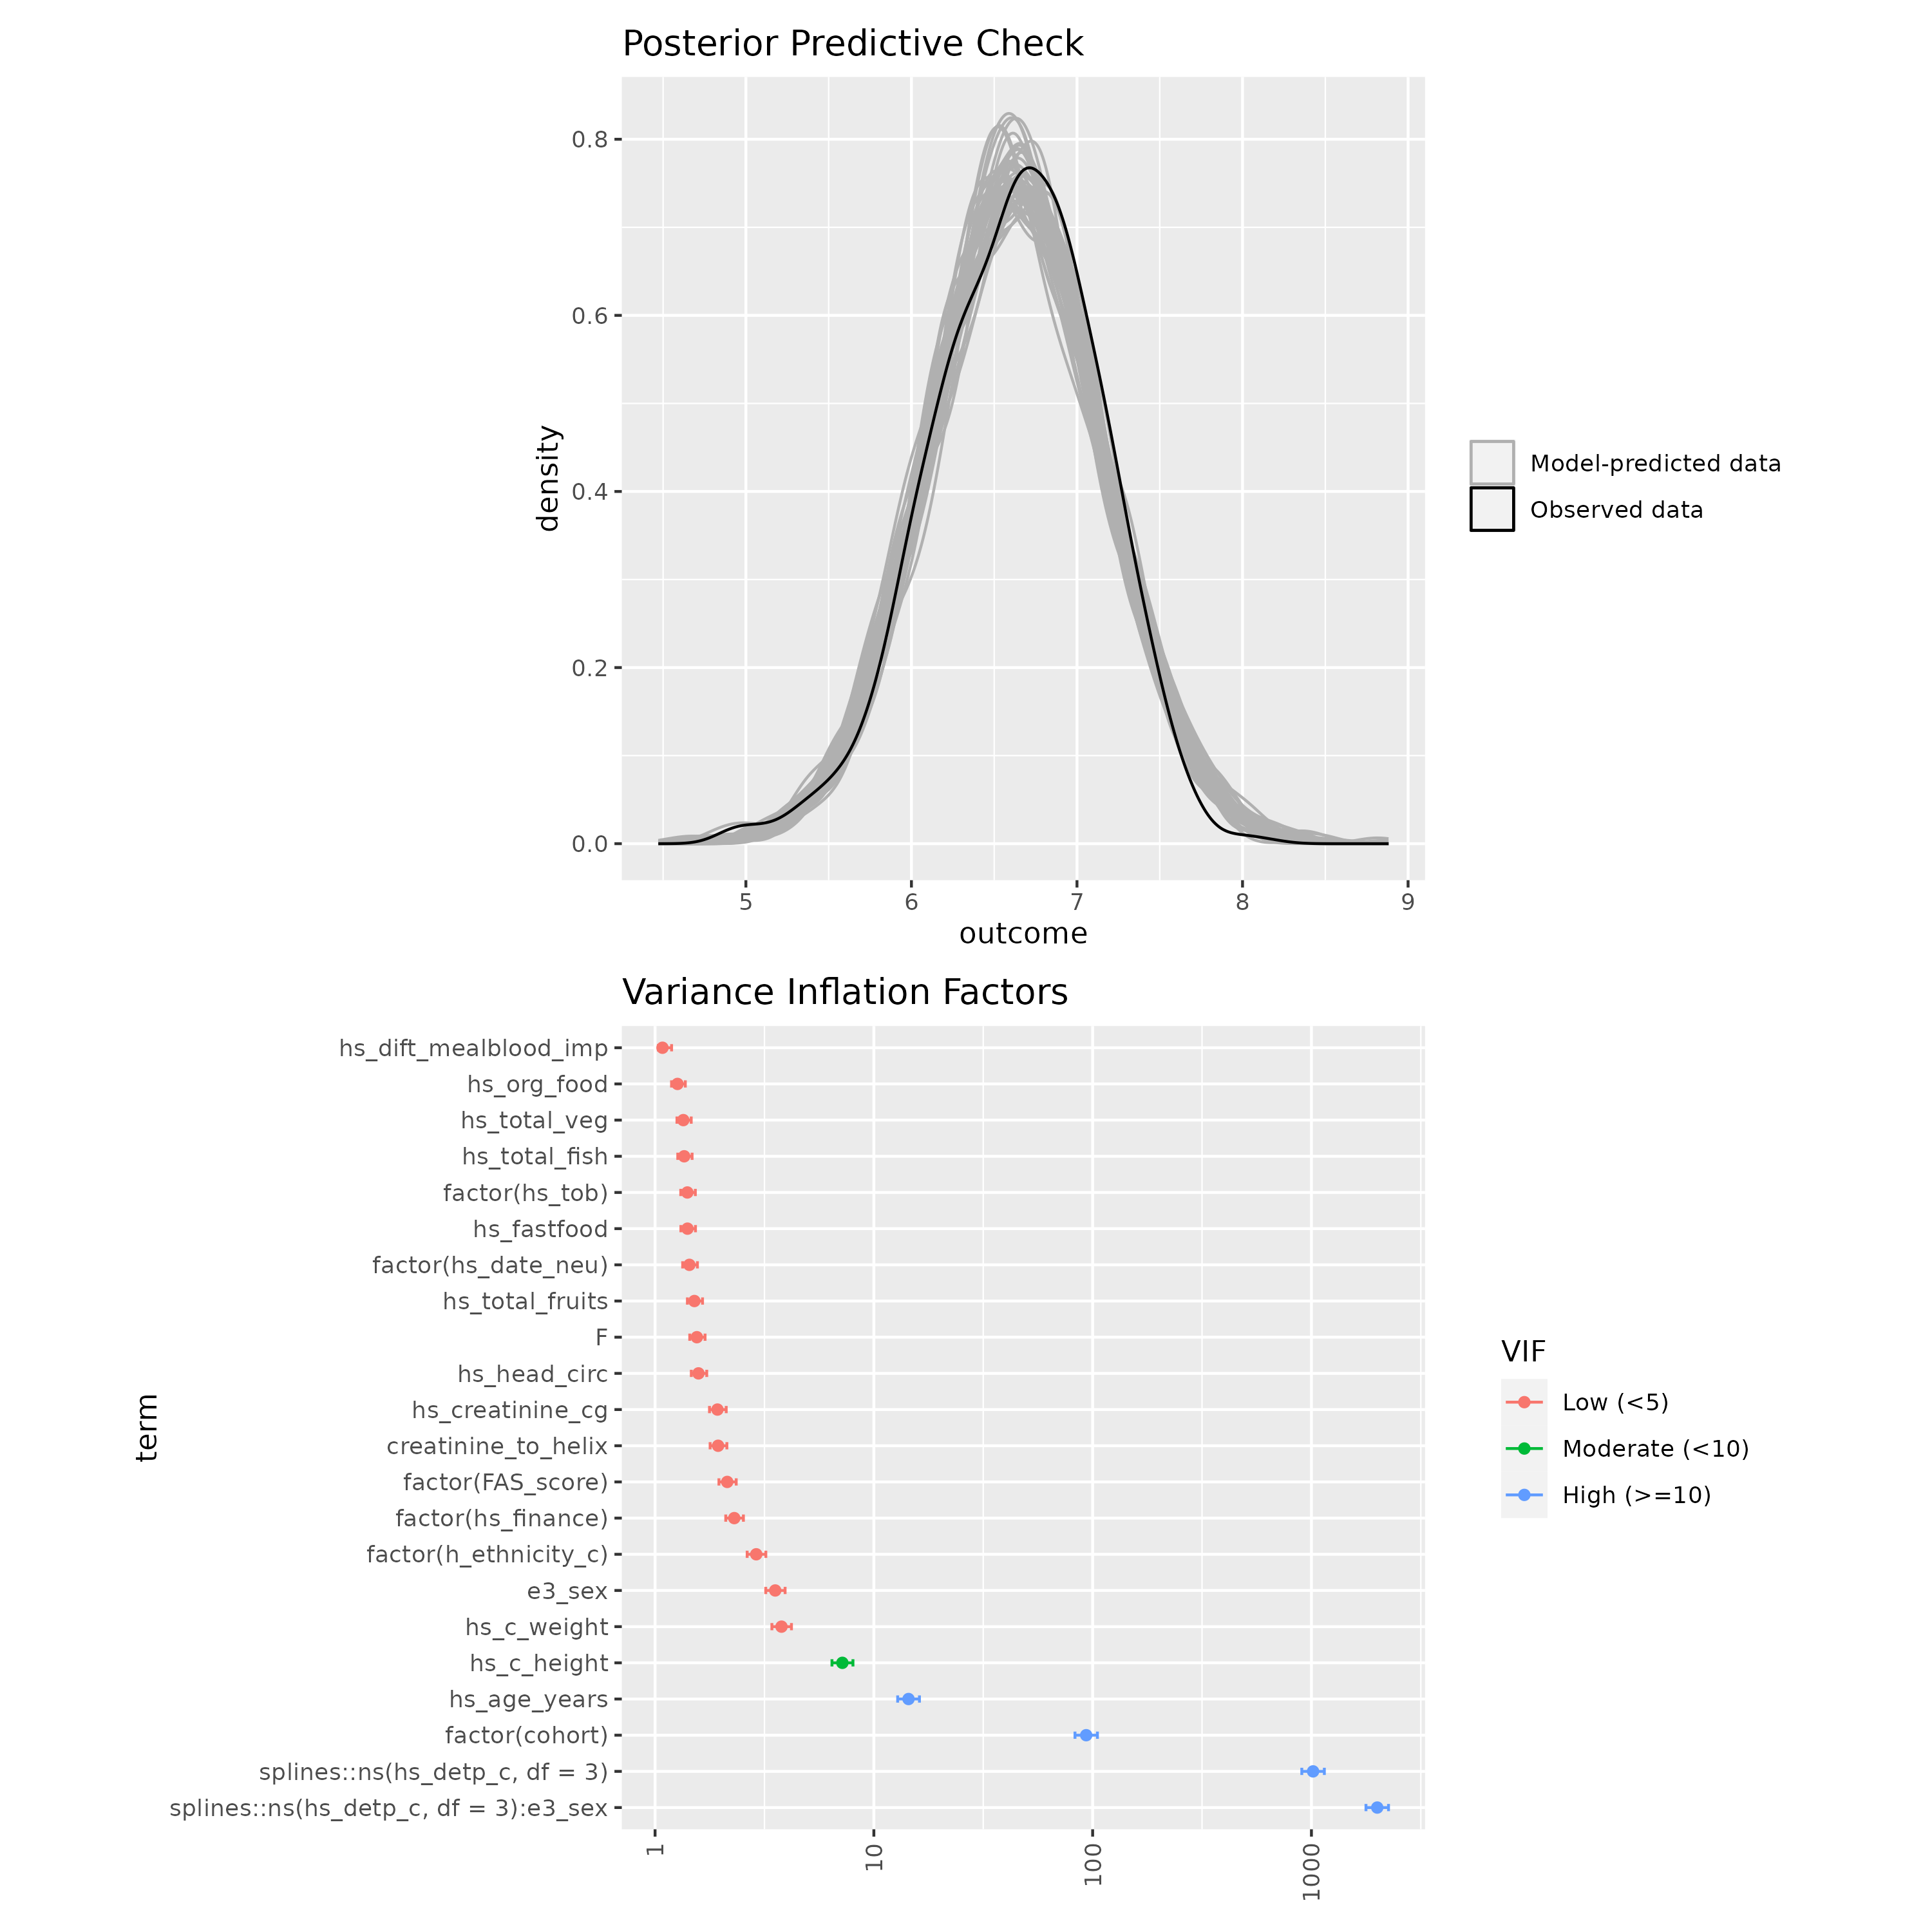 Posterior Predictive Check
0.8
0.6
0.4
0.2
0.0
density
5 6 7 8 9
outcome
Model-predicted data
Observed data
Variance Inflation Factors
term
hs_dift_mealblood_imp
hs_org_food
hs_total_veg
hs_total_fish
factor(hs_tob)
hs_fastfood
factor(hs_date_neu)
hs_total_fruits
F
hs_head_circ
hs_creatinine_cg
creatinine_to_helix
factor(FAS_score)
factor(hs_finance)
factor(h_ethnicity_c)
e3_sex
hs_c_weight
hs_c_height
hs_age_years
factor(cohort)
splines::ns(hs_detp_c, df = 3)
splines::ns(hs_detp_c, df = 3):e3_sex
1 10 100 1000
VIF
Low (<5)
Moderate (<10)
High (>=10)